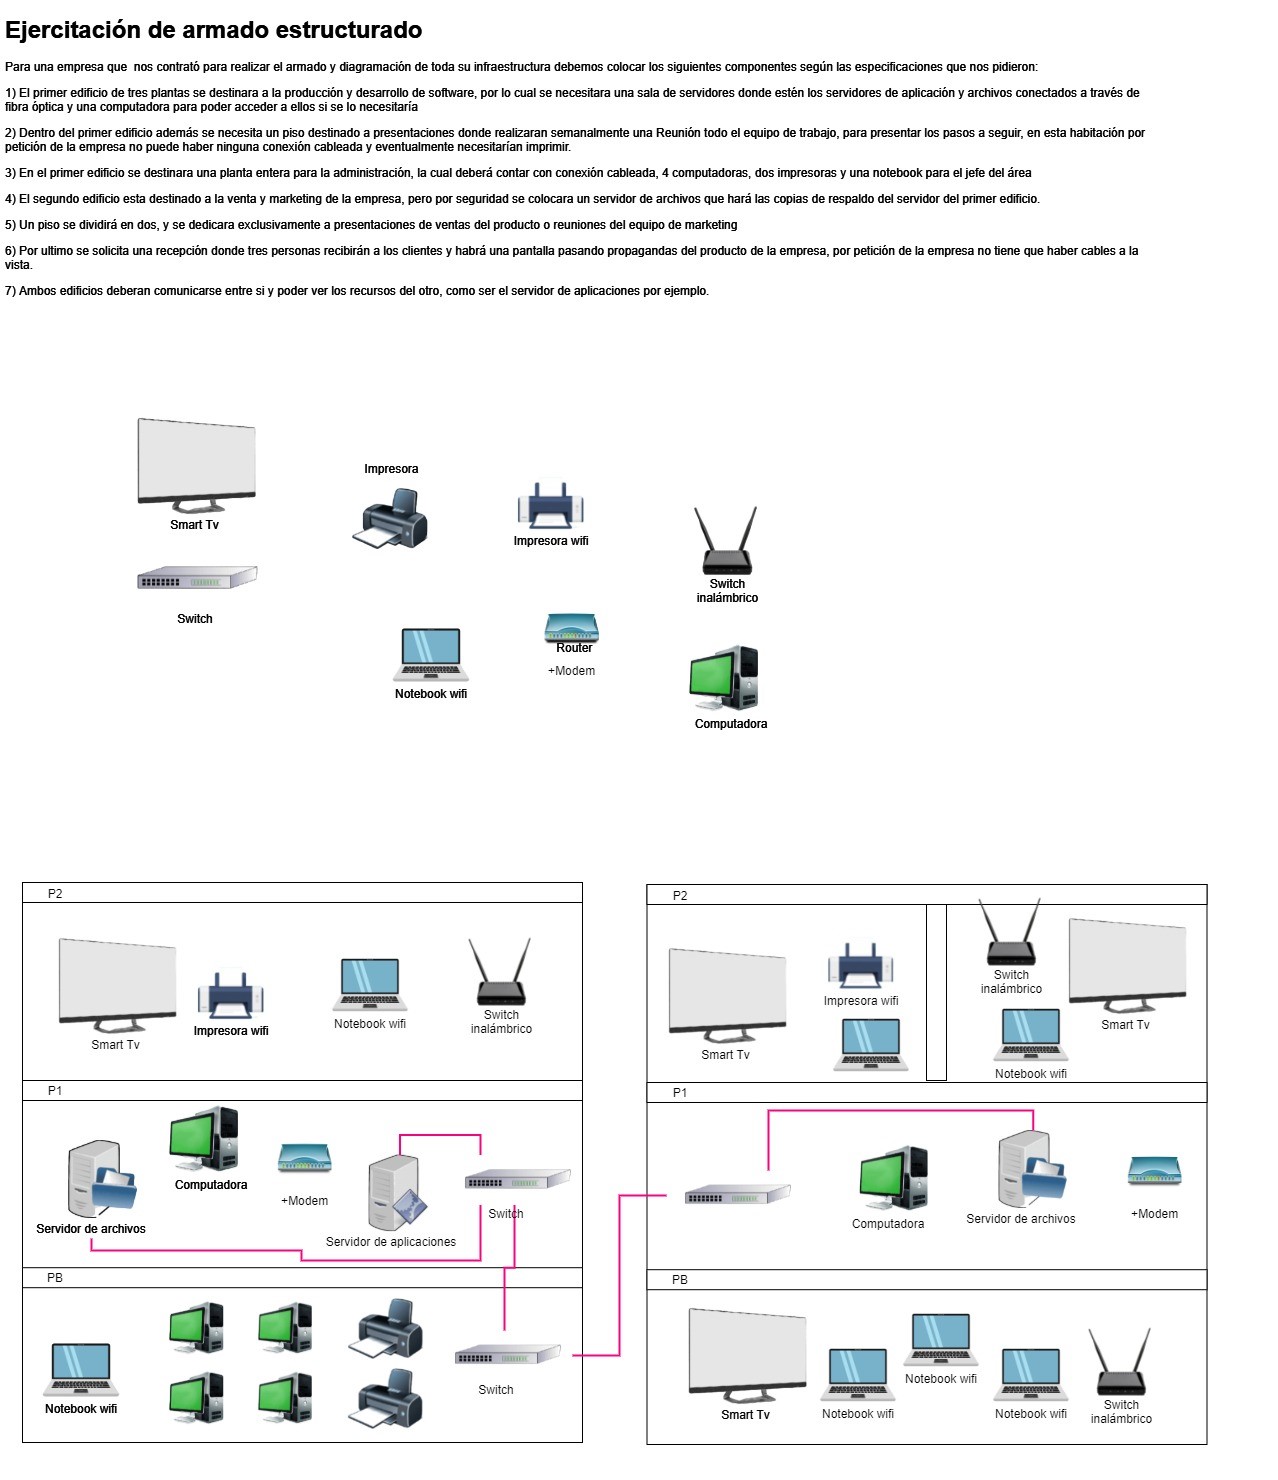 Ejercitación de armado estructurado
Para una empresa que  nos contrató para realizar el armado y diagramación de toda su infraestructura debemos colocar los siguientes componentes según las especificaciones que nos pidieron:
1) El primer edificio de tres plantas se destinara a la producción y desarrollo de software, por lo cual se necesitara una sala de servidores donde estén los servidores de aplicación y archivos conectados a través de
fibra óptica y una computadora para poder acceder a ellos si se lo necesitaría
2) Dentro del primer edificio además se necesita un piso destinado a presentaciones donde realizaran semanalmente una Reunión todo el equipo de trabajo, para presentar los pasos a seguir, en esta habitación por
petición de la empresa no puede haber ninguna conexión cableada y eventualmente necesitarían imprimir.
3) En el primer edificio se destinara una planta entera para la administración, la cual deberá contar con conexión cableada, 4 computadoras, dos impresoras y una notebook para el jefe del área
4) El segundo edificio esta destinado a la venta y marketing de la empresa, pero por seguridad se colocara un servidor de archivos que hará las copias de respaldo del servidor del primer edificio.
5) Un piso se dividirá en dos, y se dedicara exclusivamente a presentaciones de ventas del producto o reuniones del equipo de marketing
6) Por ultimo se solicita una recepción donde tres personas recibirán a los clientes y habrá una pantalla pasando propagandas del producto de la empresa, por petición de la empresa no tiene que haber cables a la
vista.
7) Ambos edificios deberan comunicarse entre si y poder ver los recursos del otro, como ser el servidor de aplicaciones por ejemplo.
Impresora
Smart Tv
Impresora wifi
Switch
inalámbrico
Switch
Router
+Modem
Notebook wifi
Computadora
P2
Smart Tv
Impresora wifi
Notebook wifi
Switch
inalámbrico
P1
Computadora
+Modem
Switch
Servidor de archivos
Servidor de aplicaciones
PB
Switch
Notebook wifi
P2
Impresora wifi
Smart Tv
Switch
inalámbrico
Smart Tv
Notebook wifi
P1
Computadora
Servidor de archivos
+Modem
PB
Smart Tv
Notebook wifi
Notebook wifi
Notebook wifi
Switch
inalámbrico